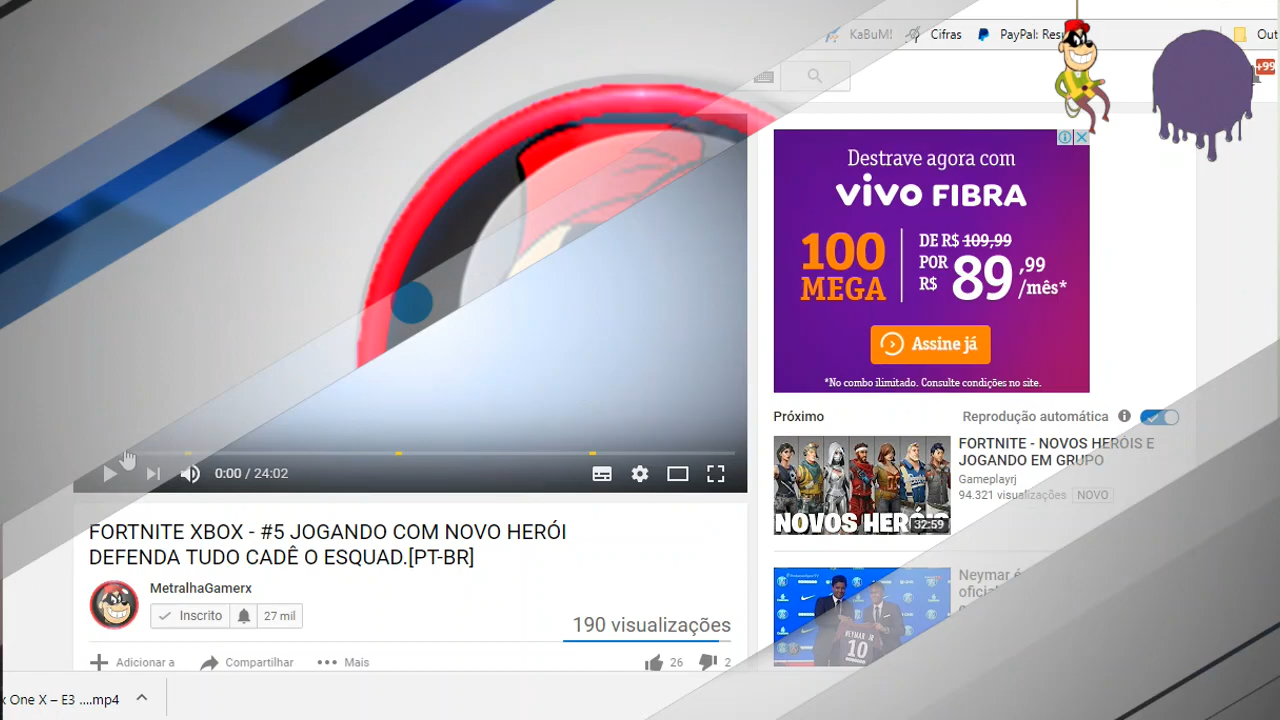 KaBuM!
Cifras
PayPal: Resu
Out
+99
Destrave agora com
vivo FIBRA
100
MEGA
DE R$ 109,99
POR
R$ 89,99
/mês*
Assine já
*No combo ilimitado. Consulte condições no site.
Próximo
Reprodução automática
NOVOS HERÓIS
32:59
FORTNITE - NOVOS HERÓIS E
JOGANDO EM GRUPO
Gameplayrj
94.321 visualizações NOVO
Neymar é
oficia
NEYMAR JR
10
0:00 / 24:02
FORTNITE XBOX - #5 JOGANDO COM NOVO HERÓI
DEFENDA TUDO CADÊ O ESQUAD.[PT-BR]
MetralhaGamerx
Inscrito 27 mil
190 visualizações
Adicionar a Compartilhar Mais
26 2
x One X – E3 ....mp4